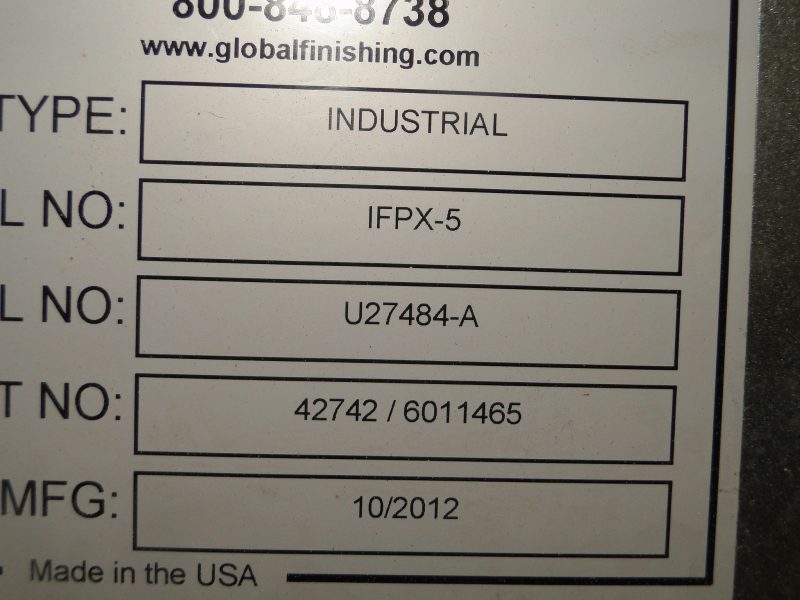 www.globalfinishing.com
TYPE: INDUSTRIAL
L NO: IFPX-5
L NO: U27484-A
T NO: 42742 / 6011465
MFG: 10/2012
Made in the USA